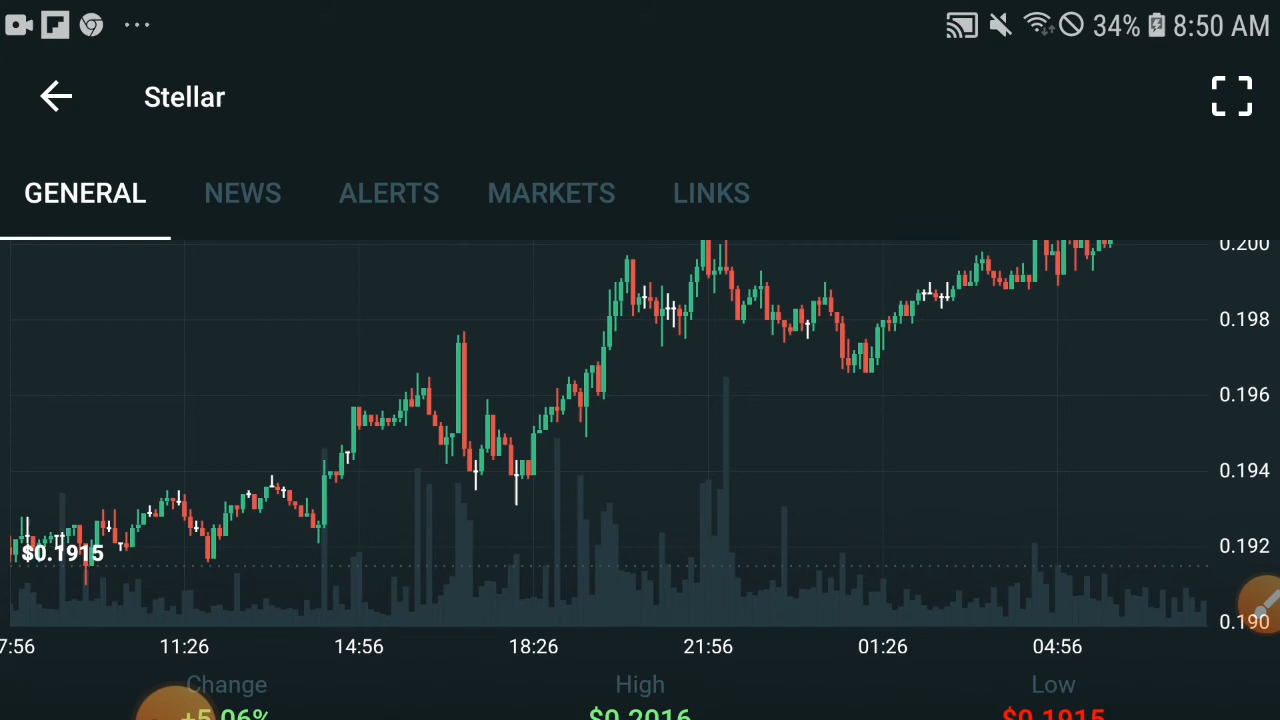 34% 8:50 AM
Stellar
GENERAL NEWS ALERTS MARKETS LINKS
0.200
0.198
0.196
0.194
0.192
$0.1915
0.190
7:56 11:26 14:56 18:26 21:56 01:26 04:56
Change High Low
+5.06% $0.2016 $0.1915